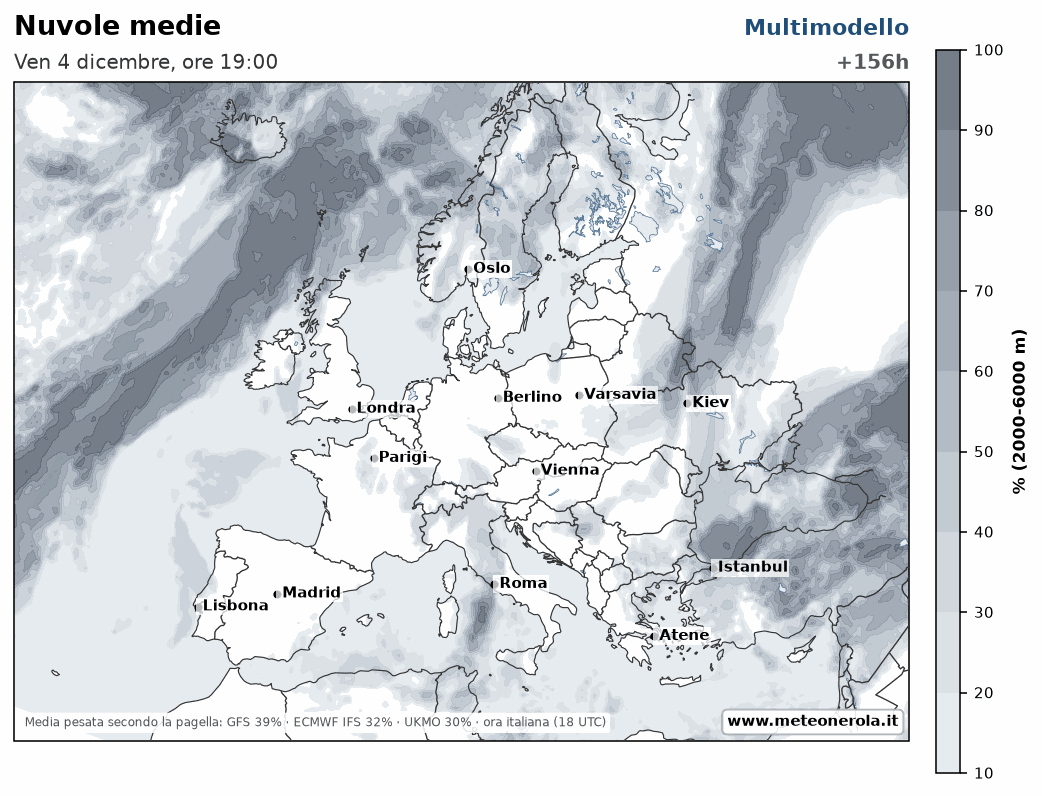 Nuvole medie
Multimodello
Ven 4 dicembre, ore 19:00
+156h
100
90
80
70
60
50
40
30
20
10
% (2000-6000 m)
Oslo
Berlino
Varsavia
Kiev
Londra
Parigi
Vienna
Istanbul
Roma
Madrid
Lisbona
Atene
Media pesata secondo la pagella: GFS 39% · ECMWF IFS 32% · UKMO 30% · ora italiana (18 UTC)
www.meteonerola.it